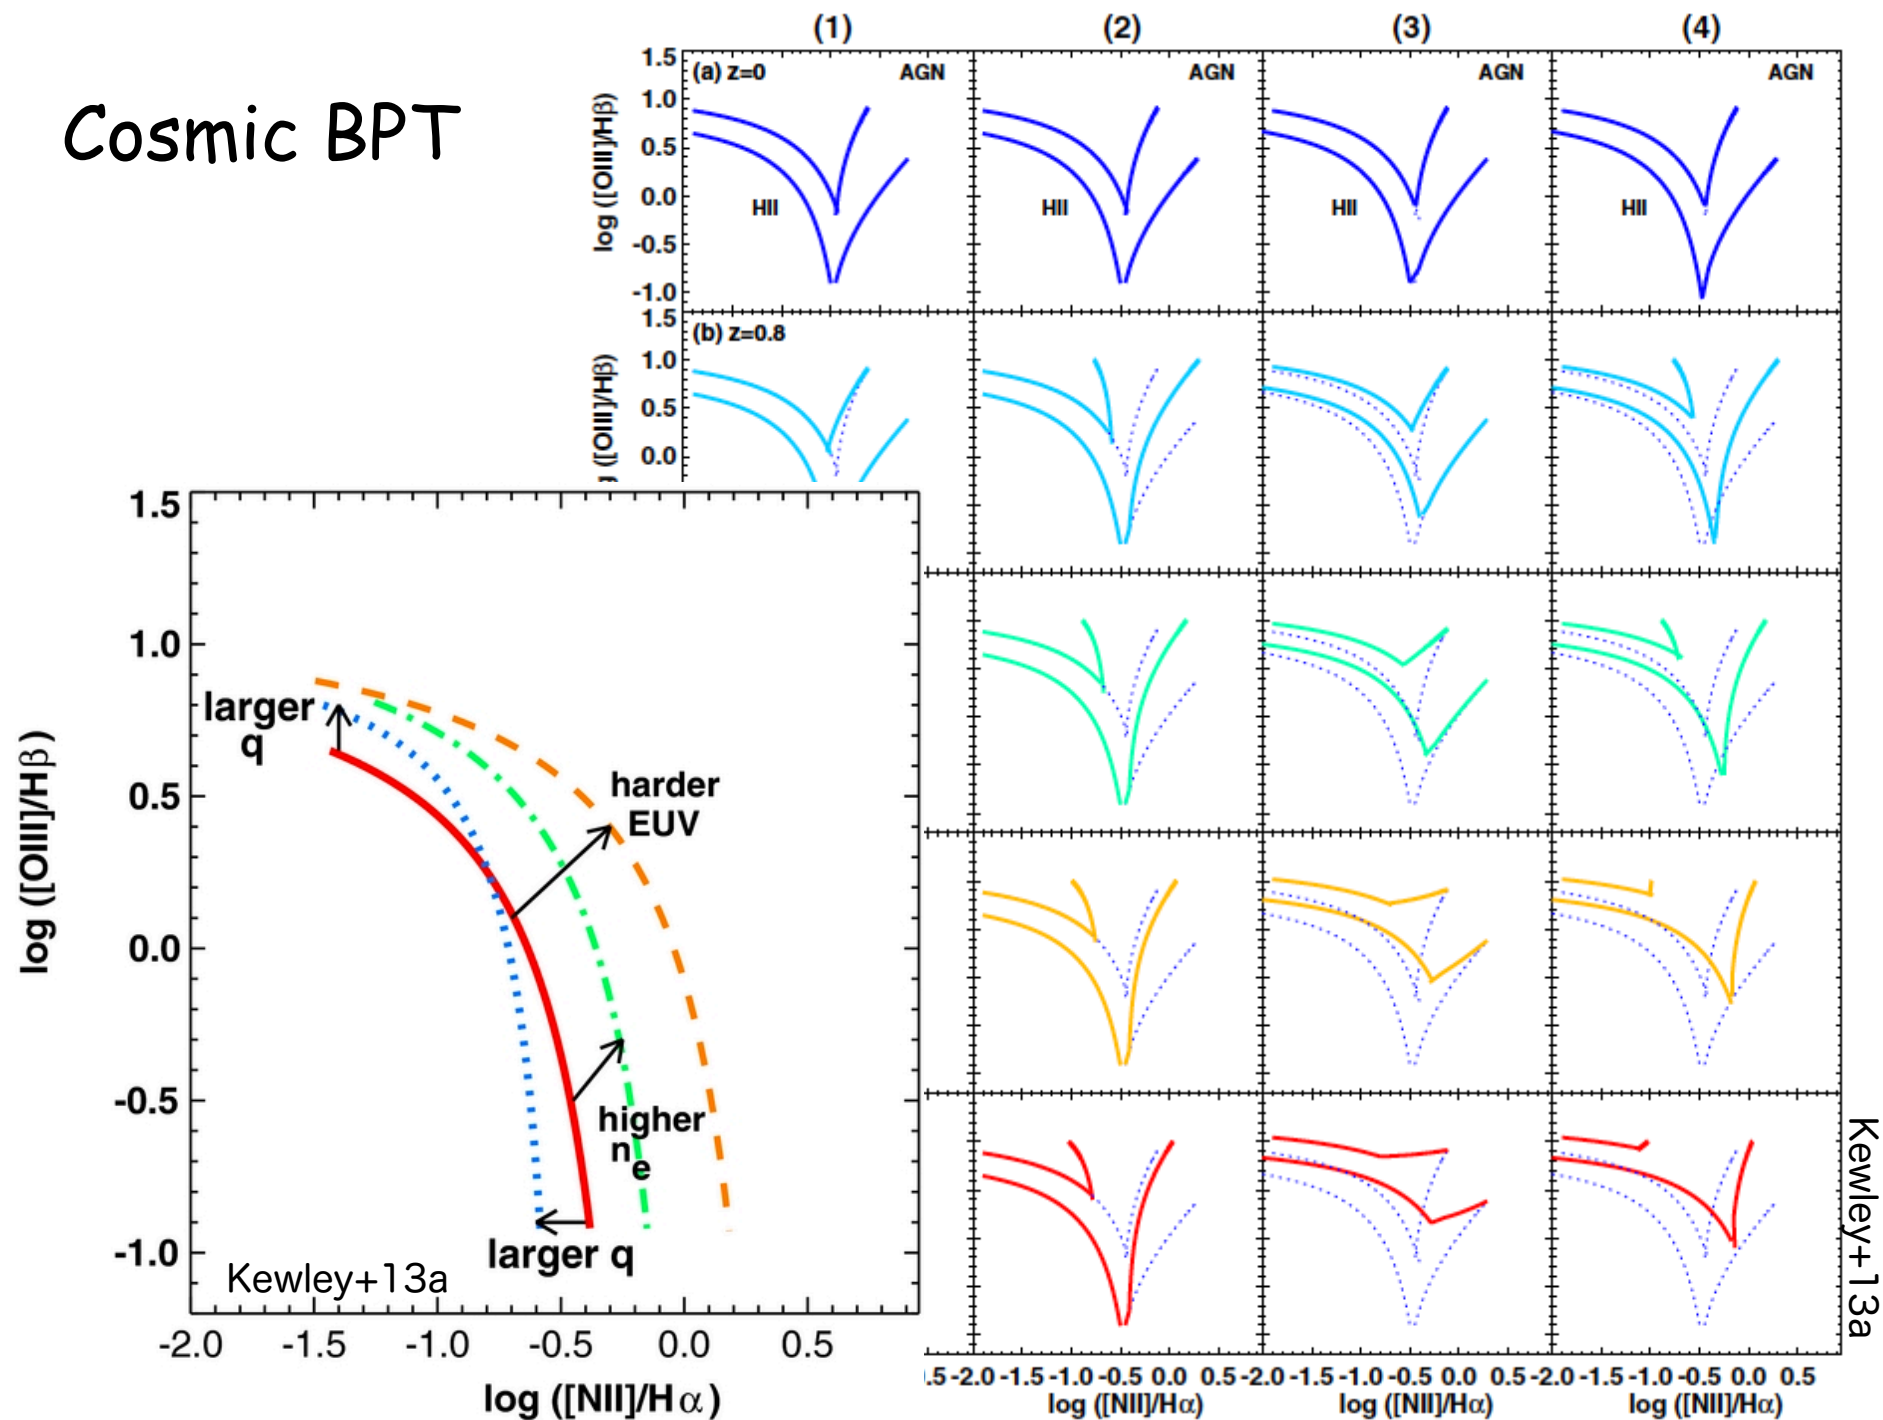 Cosmic BPT
(1) (2) (3) (4)
(a) z=0 AGN AGN AGN AGN
HII HII HII HII
1.5
1.0
0.5
0.0
-0.5
-1.0
log ([OIII]/Hβ)
(b) z=0.8
1.5
1.0
0.5
0.0
([OIII]/Hβ)
1.5
1.0
0.5
0.0
-0.5
-1.0
log ([OIII]/Hβ)
larger
q
harder
EUV
higher
n
e
larger q
Kewley+13a
-2.0 -1.5 -1.0 -0.5 0.0 0.5
log ([NII]/Hα)
.5 -2.0 -1.5 -1.0 -0.5 0.0 0.5 -2.0 -1.5 -1.0 -0.5 0.0 0.5 -2.0 -1.5 -1.0 -0.5 0.0 0.5
log ([NII]/Hα) log ([NII]/Hα) log ([NII]/Hα)
Kewley+13a